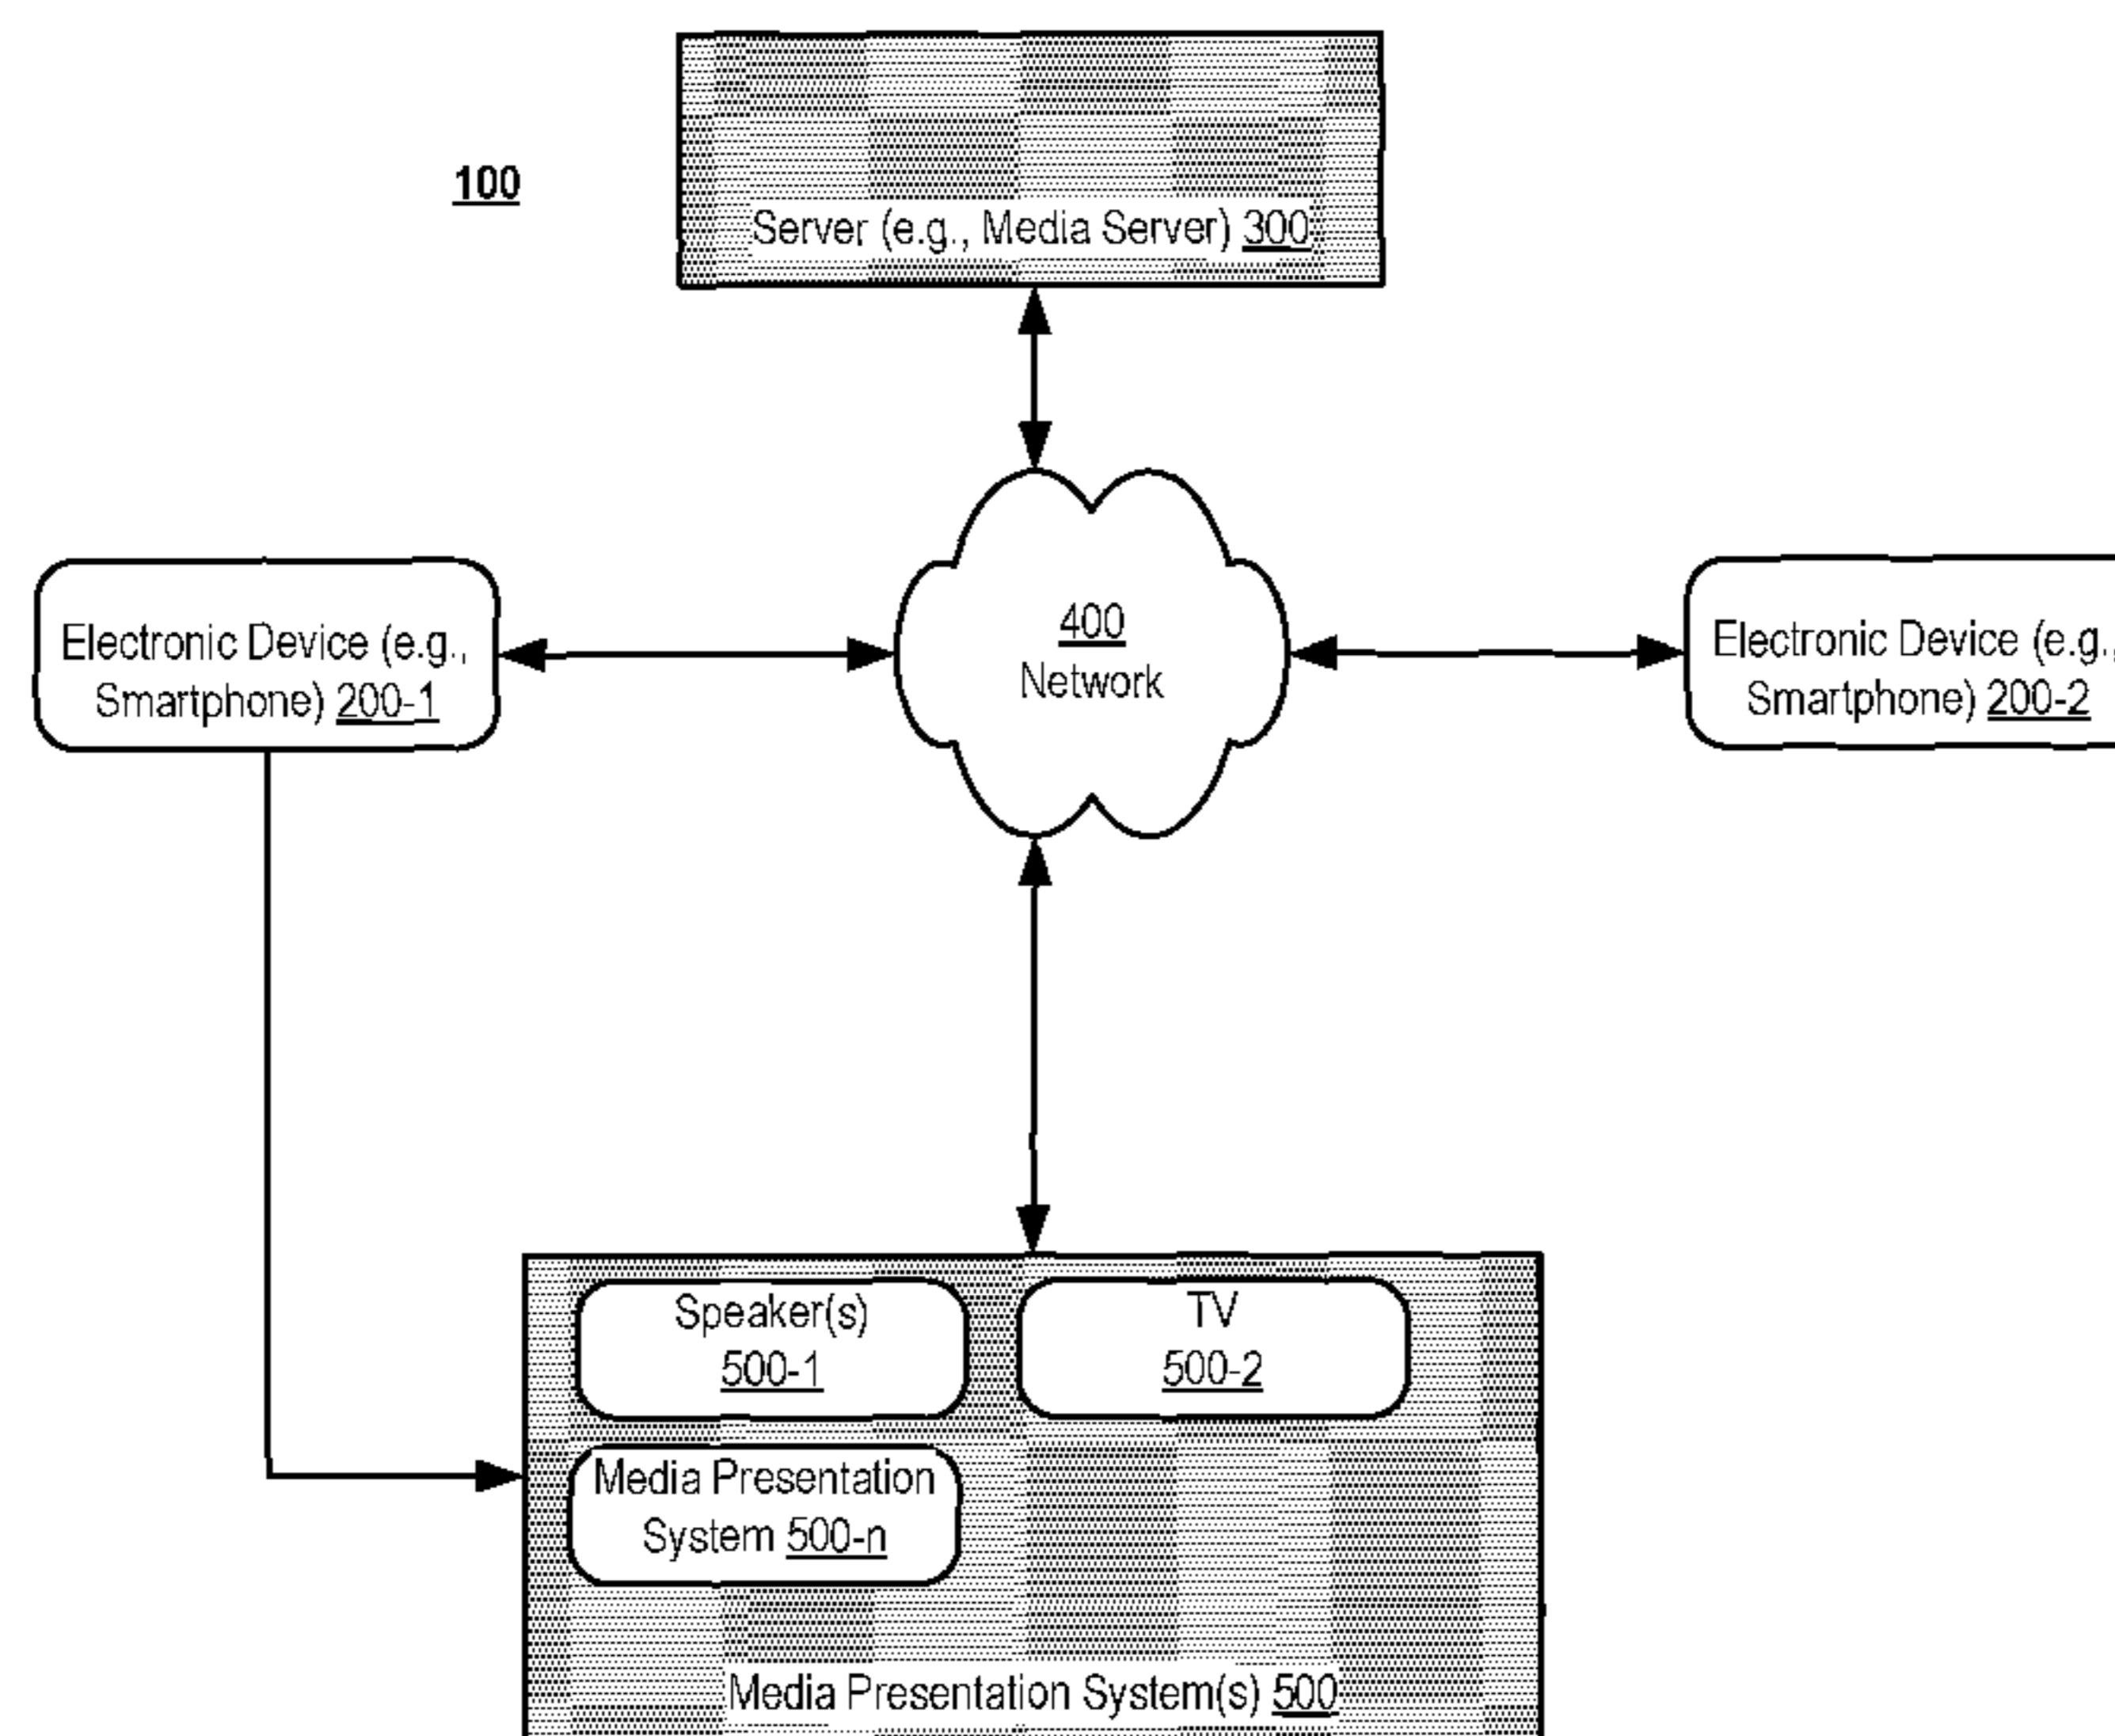 100
Server (e.g., Media Server) 300
Electronic Device (e.g.,
Smartphone) 200-1
400
Network
Electronic Device (e.g.,
Smartphone) 200-2
Speaker(s)
500-1
TV
500-2
Media Presentation
System 500-n
Media Presentation System(s) 500